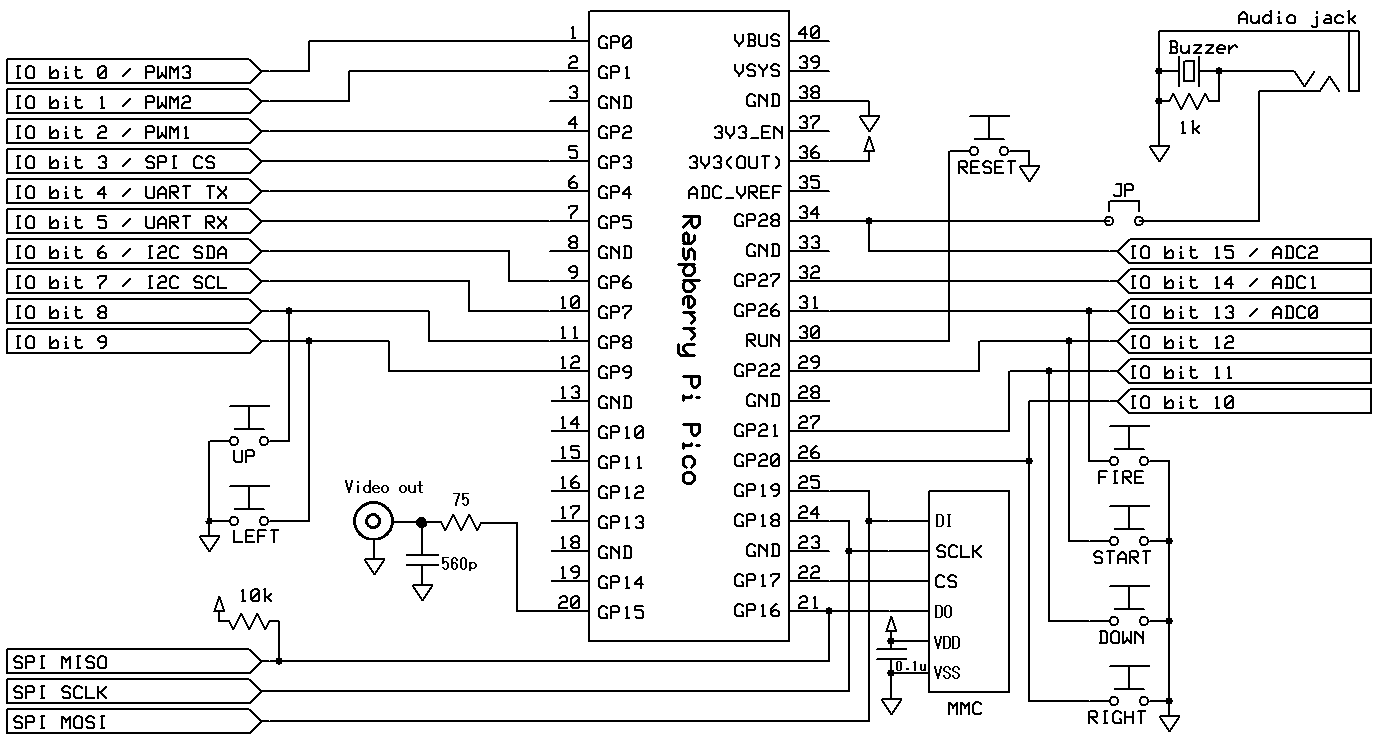 IO bit 0 / PWM3
IO bit 1 / PWM2
IO bit 2 / PWM1
IO bit 3 / SPI CS
IO bit 4 / UART TX
IO bit 5 / UART RX
IO bit 6 / I2C SDA
IO bit 7 / I2C SCL
IO bit 8
IO bit 9
UP
LEFT
Video out
75
560p
10k
SPI MISO
SPI SCLK
SPI MOSI
1 GP0
2 GP1
3 GND
4 GP2
5 GP3
6 GP4
7 GP5
8 GND
9 GP6
10 GP7
11 GP8
12 GP9
13 GND
14 GP10
15 GP11
16 GP12
17 GP13
18 GND
19 GP14
20 GP15
Raspberry Pi Pico
VBUS 40
VSYS 39
GND 38
3V3_EN 37
3V3(OUT) 36
ADC_VREF 35
GP28 34
GND 33
GP27 32
GP26 31
RUN 30
GP22 29
GND 28
GP21 27
GP20 26
GP19 25
GP18 24
GND 23
GP17 22
GP16 21
DI
SCLK
CS
DO
VDD
VSS
0.1u
MMC
RESET
Audio jack
Buzzer
1k
JP
IO bit 15 / ADC2
IO bit 14 / ADC1
IO bit 13 / ADC0
IO bit 12
IO bit 11
IO bit 10
FIRE
START
DOWN
RIGHT